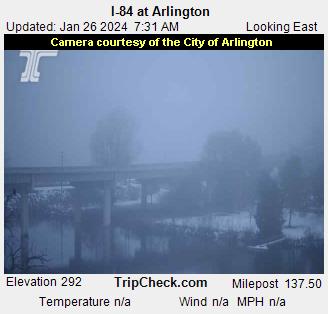 I-84 at Arlington
Updated: Jan 26 2024 7:31 AM Looking East
Camera courtesy of the City of Arlington
Elevation 292 TripCheck.com Milepost 137.50
Temperature n/a Wind n/a MPH n/a